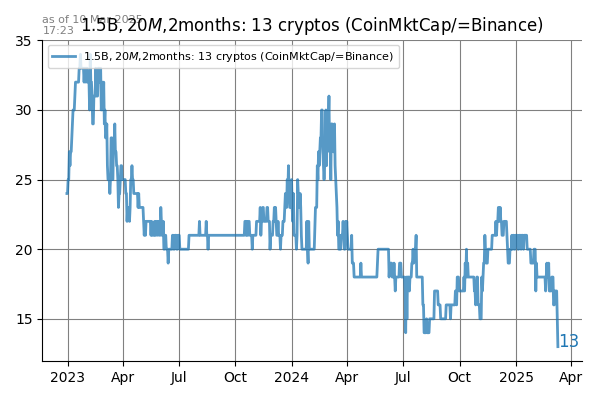 as of 10 Mar 2025
17:23
1.5B, 20M,2months: 13 cryptos (CoinMktCap/=Binance)
1.5B, 20M,2months: 13 cryptos (CoinMktCap/=Binance)
35
30
25
20
15
13
2023 Apr Jul Oct 2024 Apr Jul Oct 2025 Apr